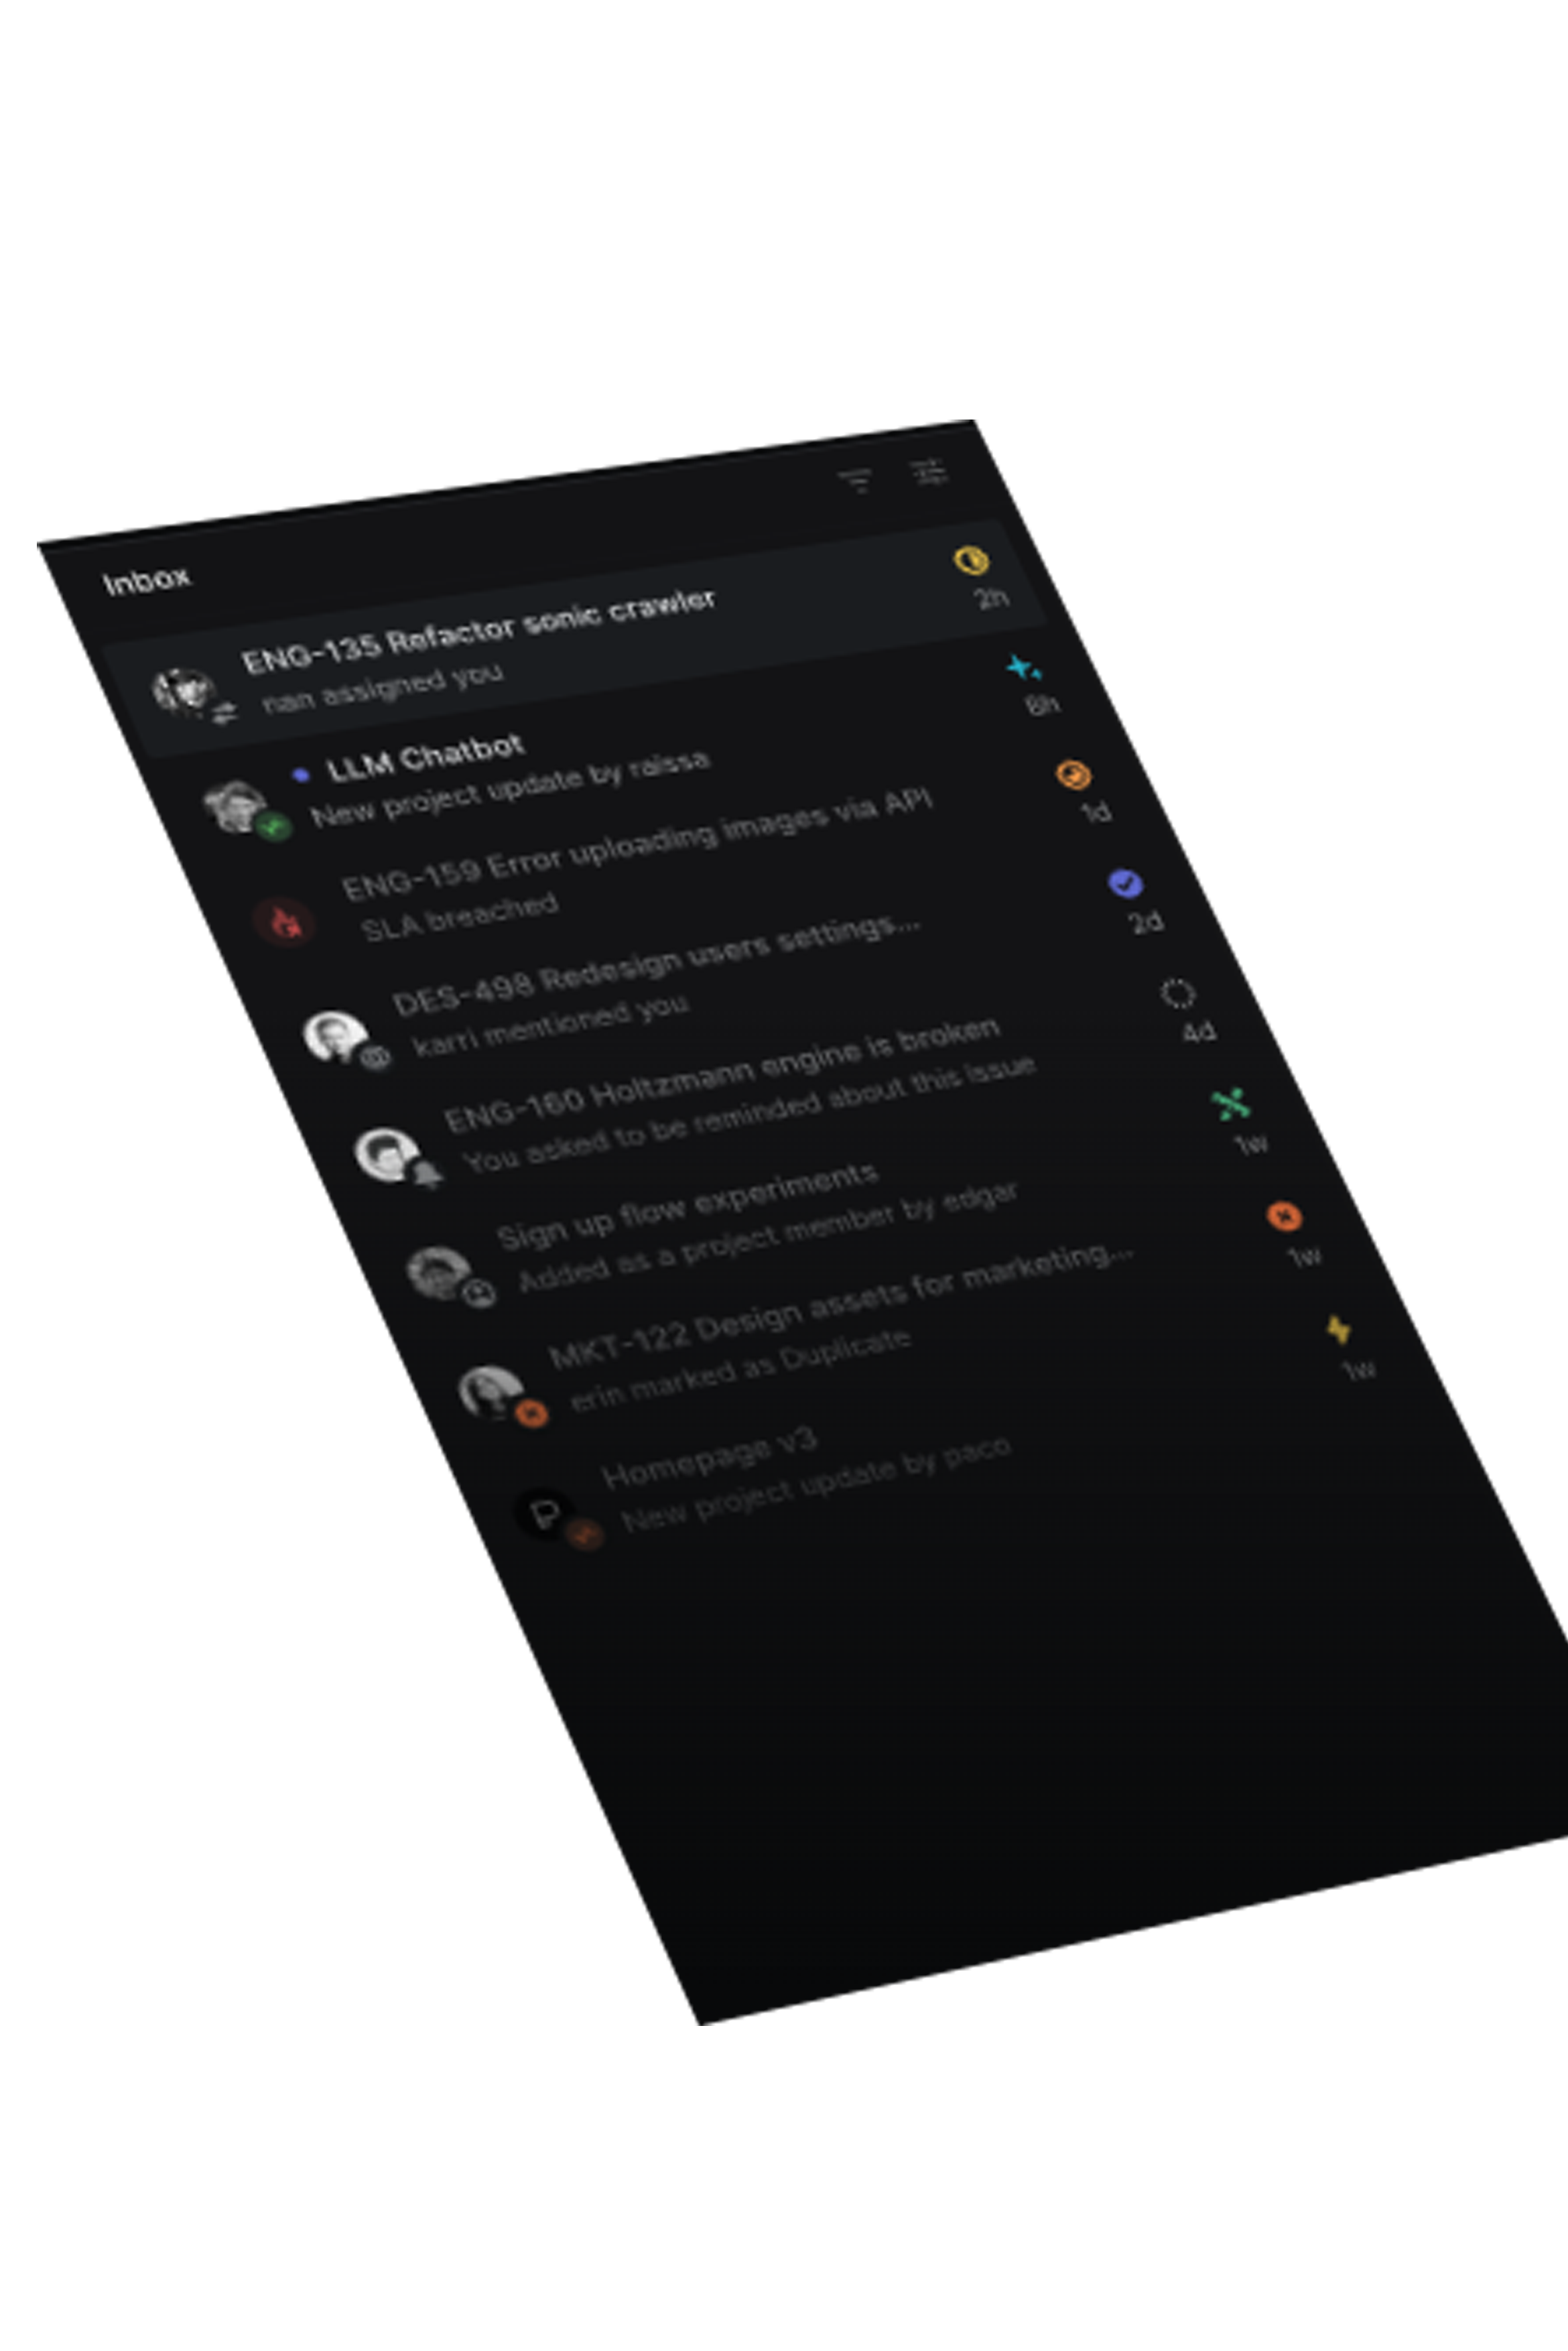 Inbox
ENG-135 Refactor sonic crawler
nan assigned you
2h
LLM Chatbot
New project update by raissa
8h
ENG-159 Error uploading images via API
SLA breached
1d
DES-498 Redesign users settings...
karri mentioned you
2d
ENG-160 Holtzmann engine is broken
You asked to be reminded about this issue
4d
Sign up flow experiments
Added as a project member by edgar
1w
MKT-122 Design assets for marketing...
erin marked as Duplicate
1w
P
Homepage v3
New project update by paco
1w